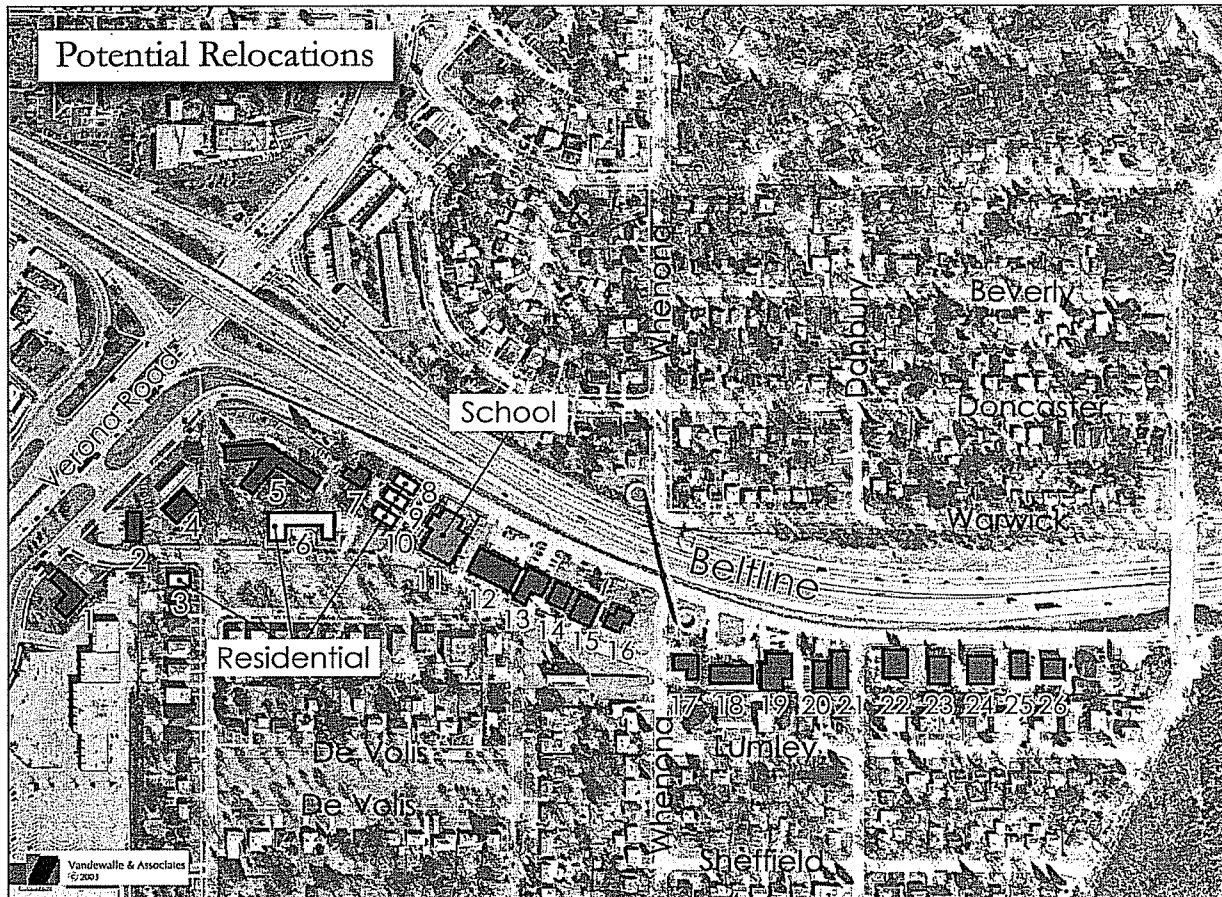 Potential Relocations
Whenona
Danbury
Beverly
Verona Road
School
Doncaster
5
7
8
9
4
Warwick
2
6
10
Beltline
11
3
12
1
13
14
15
16
Residential
17
18
19
20
21
22
23
24
25
26
De Volis
Whenona
Lumley
De Volis
Sheffield
Vandewalle & Associates
© 2003